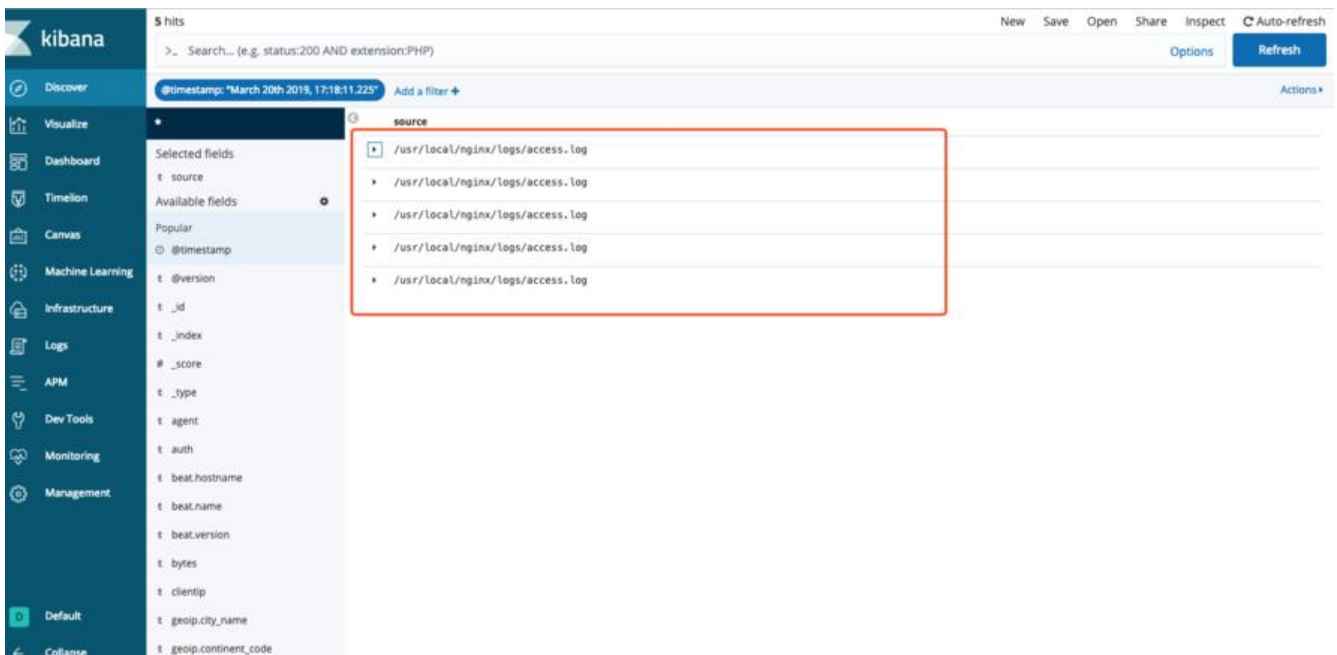 kibana
Discover
Visualize
Dashboard
Timelion
Canvas
Machine Learning
Infrastructure
Logs
APM
Dev Tools
Monitoring
Management
D
Default
Collapse
5 hits
New Save Open Share Inspect Auto-refresh
>_ Search... (e.g. status:200 AND extension:PHP)
Options
Refresh
@timestamp: "March 20th 2019, 17:18:11.225"
Add a filter +
Actions
*
Selected fields
t source
Available fields
Popular
@timestamp
t @version
t _id
t _index
# _score
t _type
t agent
t auth
t beat.hostname
t beat.name
t beat.version
t bytes
t clientip
t geoip.city_name
t geoip.continent_code
source
/usr/local/nginx/logs/access.log
/usr/local/nginx/logs/access.log
/usr/local/nginx/logs/access.log
/usr/local/nginx/logs/access.log
/usr/local/nginx/logs/access.log